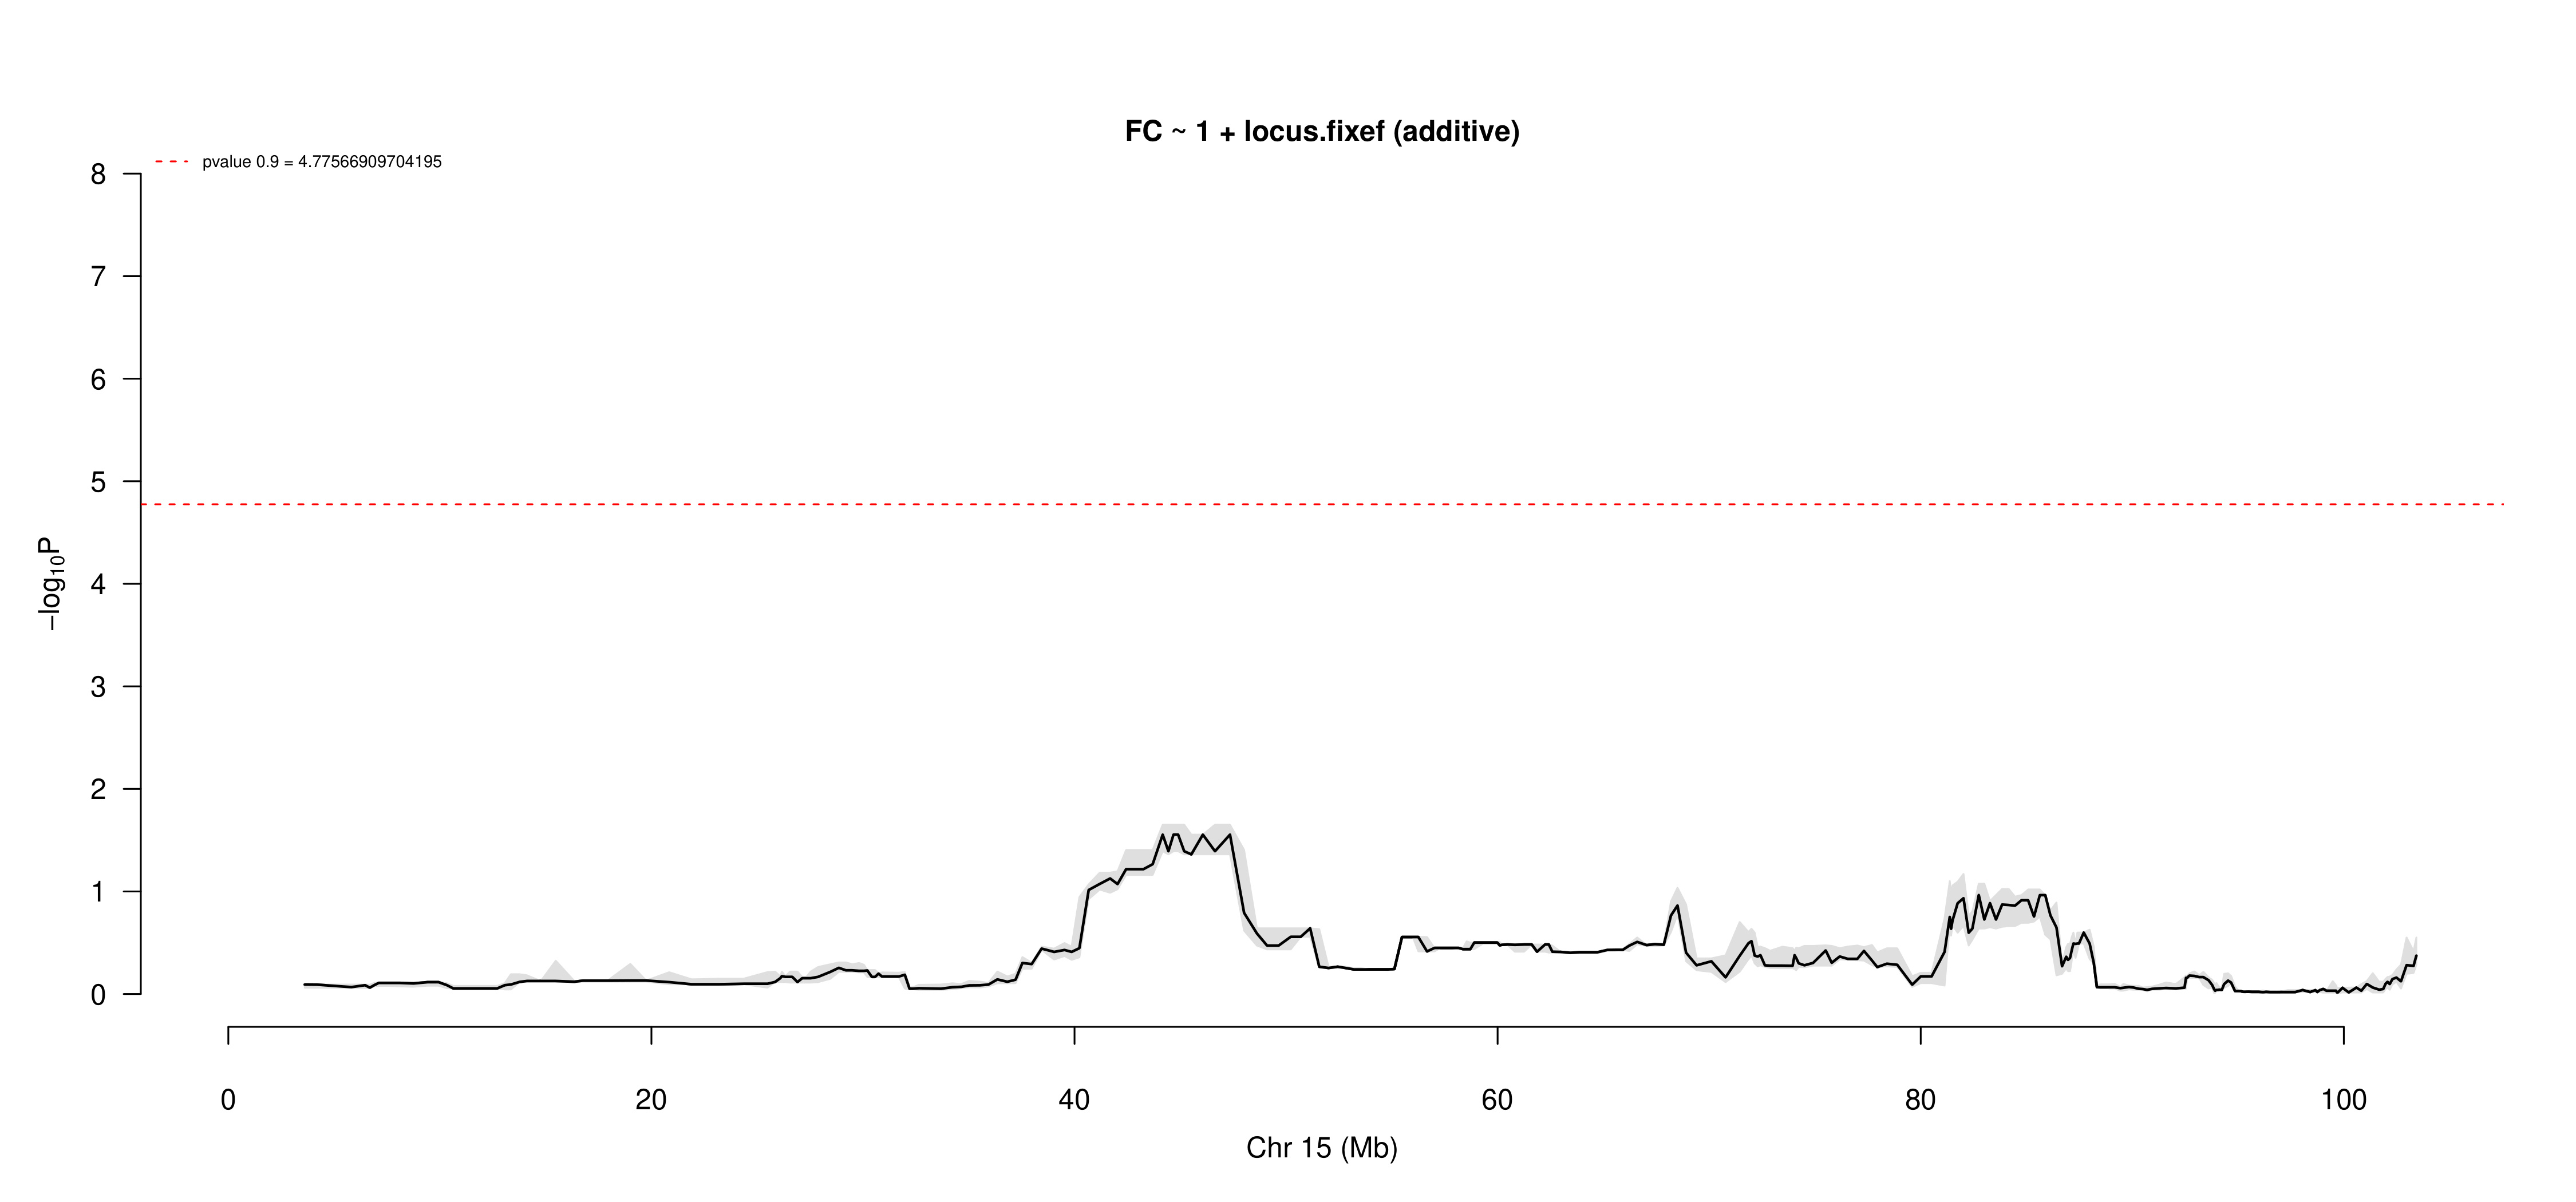 FC ~ 1 + locus.fixef (additive)
pvalue 0.9 = 4.77566909704195
8
7
6
5
4
3
2
1
0
−log10P
0 20 40 60 80 100
Chr 15 (Mb)